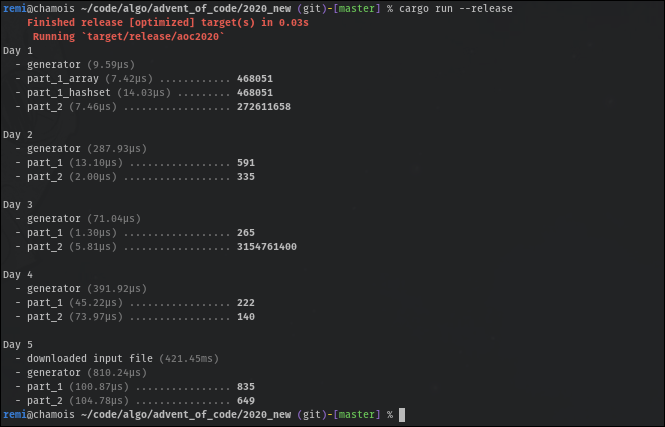 remi@chamois ~/code/algo/advent_of_code/2020_new (git)-[master] % cargo run --release
Finished release [optimized] target(s) in 0.03s
Running `target/release/aoc2020`
Day 1
- generator (9.59µs)
- part_1_array (7.42µs) ............ 468051
- part_1_hashset (14.03µs) ......... 468051
- part_2 (7.46µs) .................. 272611658
Day 2
- generator (287.93µs)
- part_1 (13.10µs) ................. 591
- part_2 (2.00µs) .................. 335
Day 3
- generator (71.04µs)
- part_1 (1.30µs) .................. 265
- part_2 (5.81µs) .................. 3154761400
Day 4
- generator (391.92µs)
- part_1 (45.22µs) ................. 222
- part_2 (73.97µs) ................. 140
Day 5
- downloaded input file (421.45ms)
- generator (810.24µs)
- part_1 (100.87µs) ................ 835
- part_2 (104.78µs) ................ 649
remi@chamois ~/code/algo/advent_of_code/2020_new (git)-[master] %